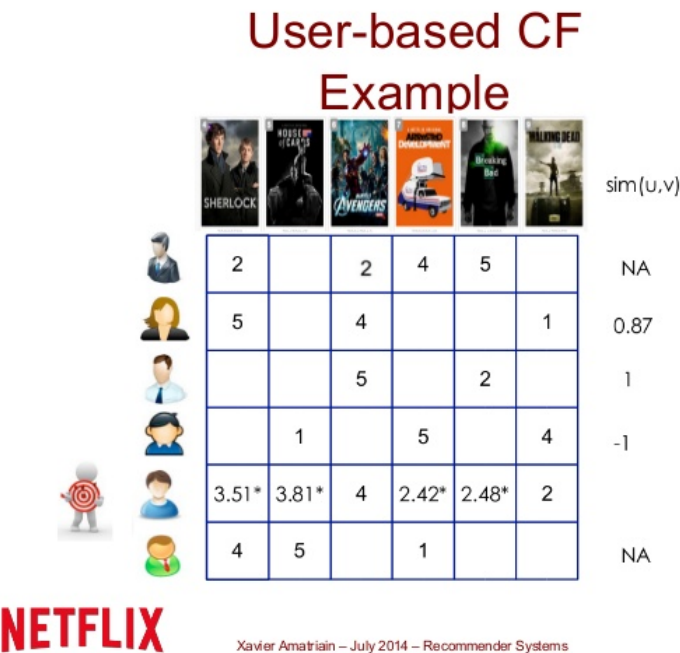 User-based CF
Example
SHERLOCK
HOUSE
of CARDS
AVENGERS
ARRESTED
DEVELOPMENT
Breaking
Bad
WALKING DEAD
sim(u,v)
2 2 4 5 NA
5 4 1 0.87
5 2 1
1 5 4 -1
3.51* 3.81* 4 2.42* 2.48* 2
4 5 1 NA
NETFLIX
Xavier Amatriain – July 2014 – Recommender Systems